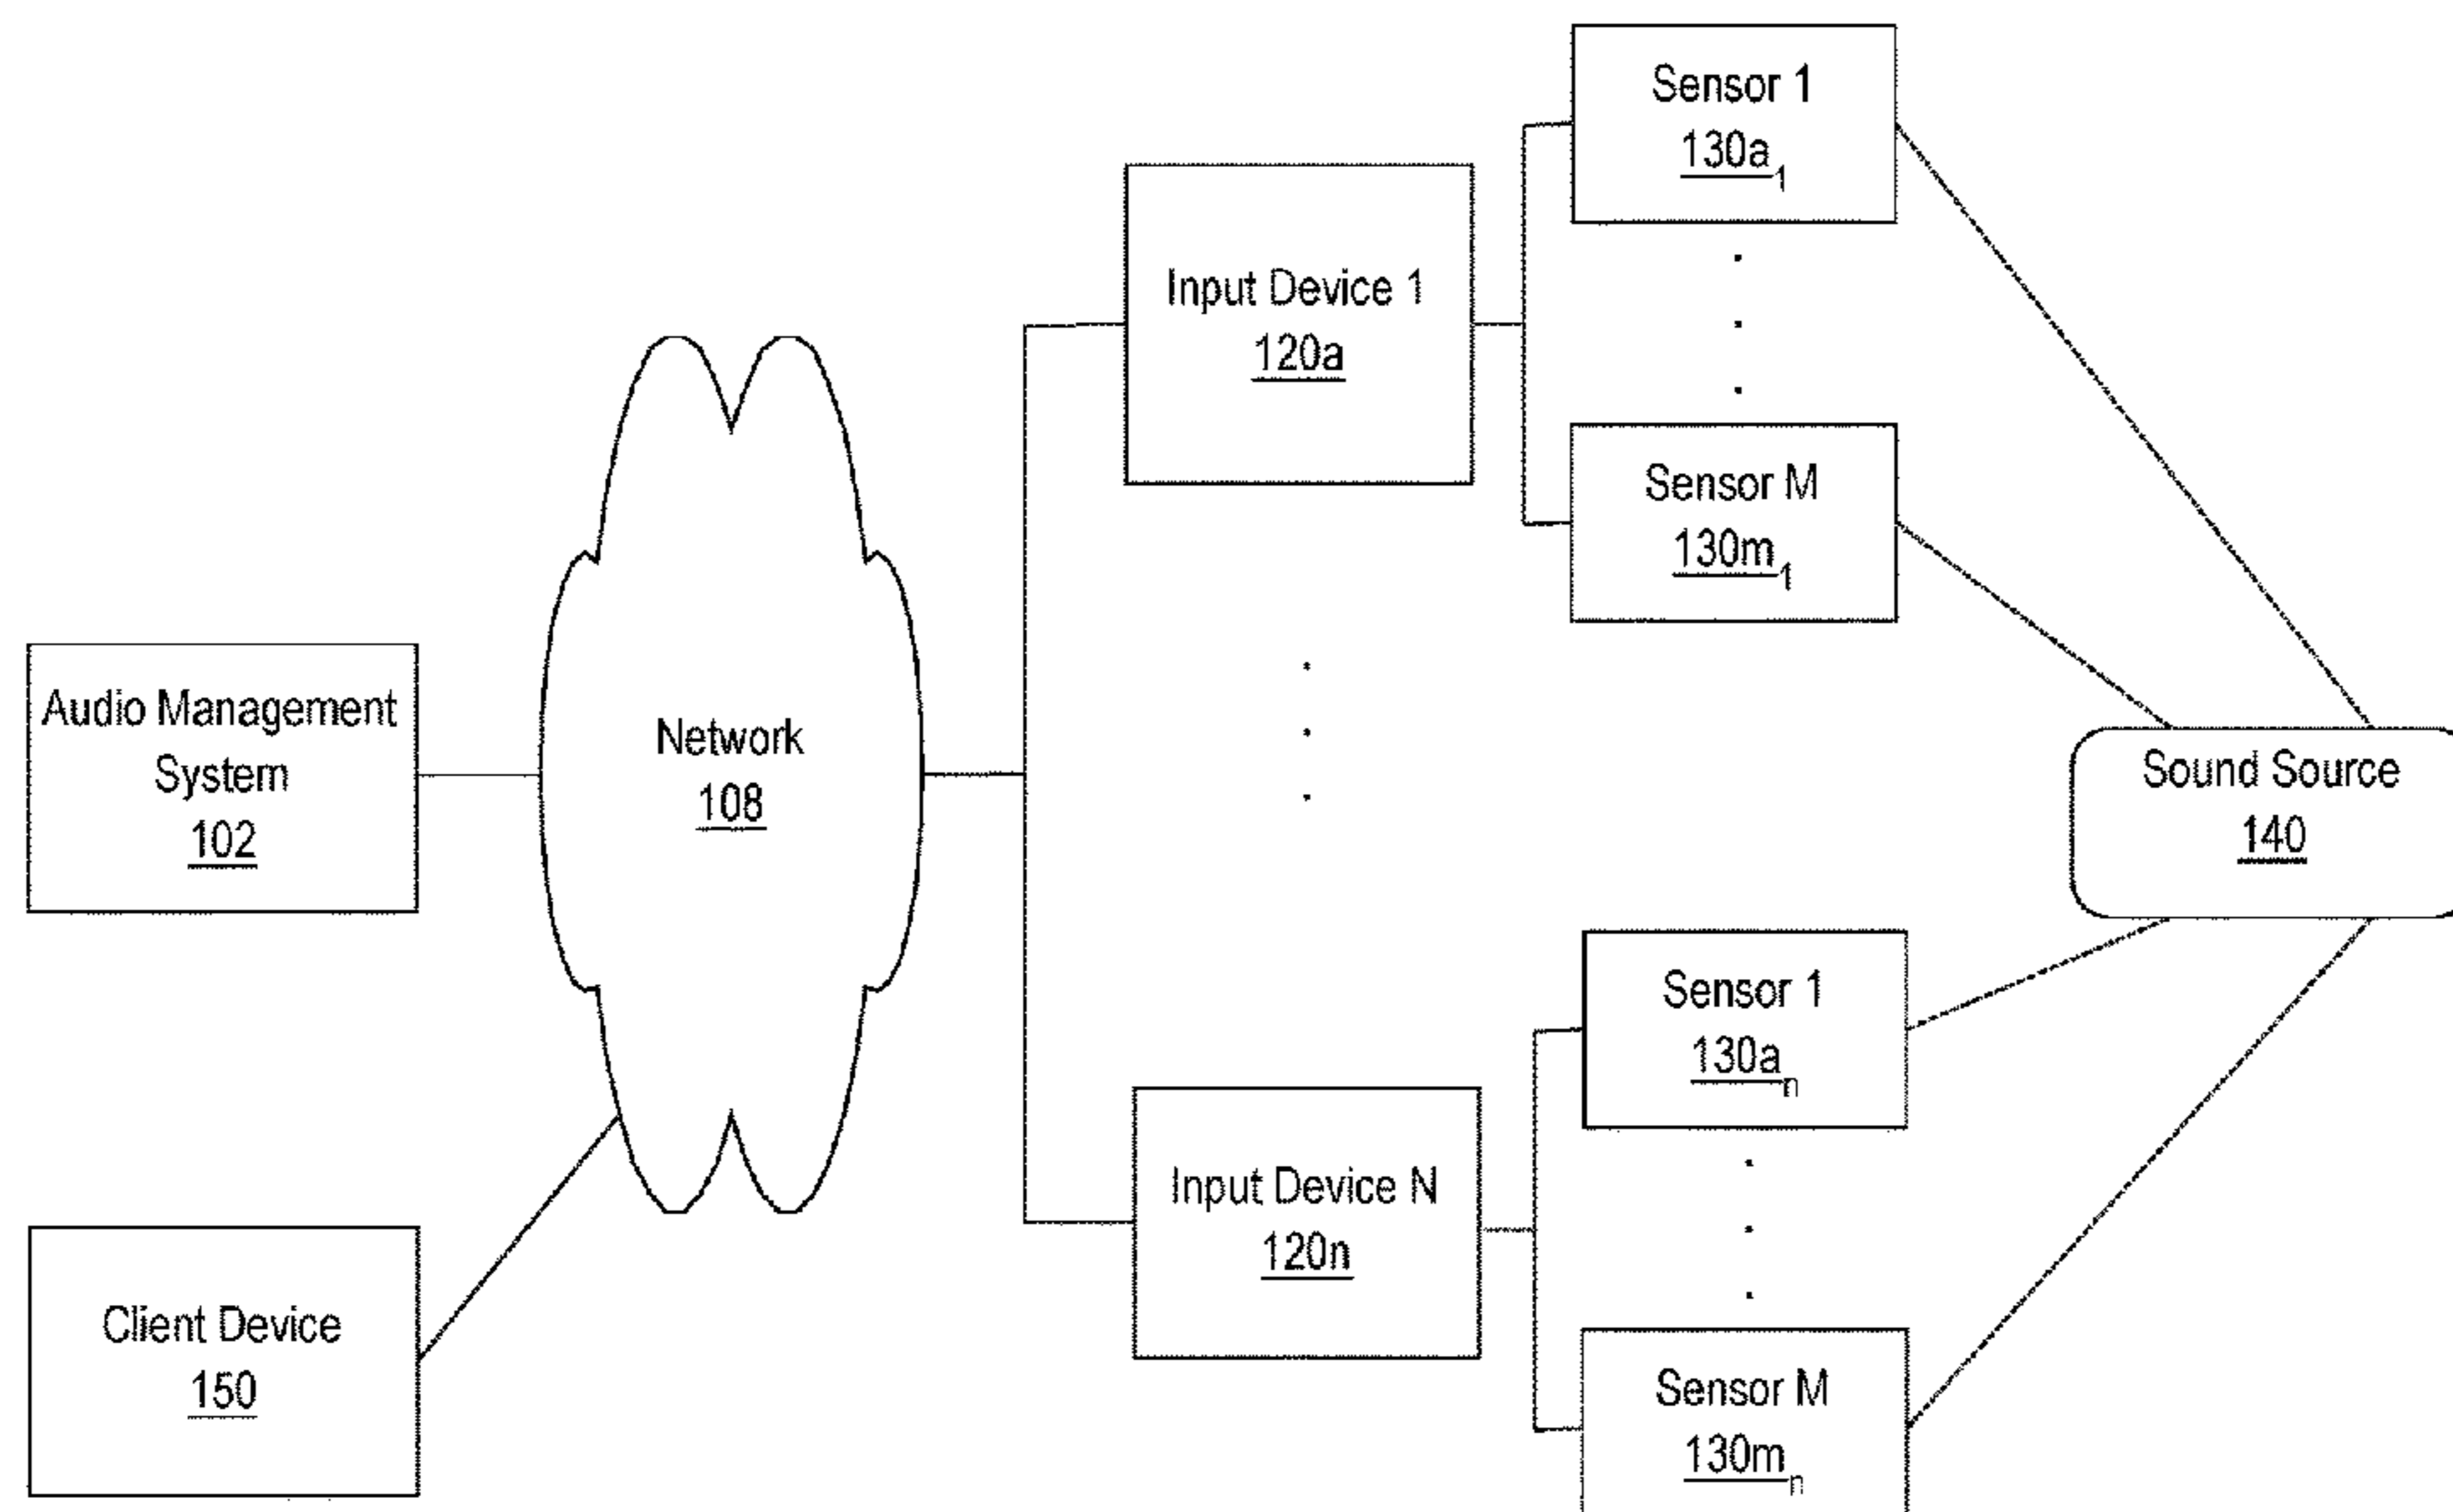 Sensor 1
130a1
Input Device 1
120a
Sensor M
130m1
Audio Management
System
102
Network
108
Sound Source
140
Sensor 1
130an
Input Device N
120n
Client Device
150
Sensor M
130mn